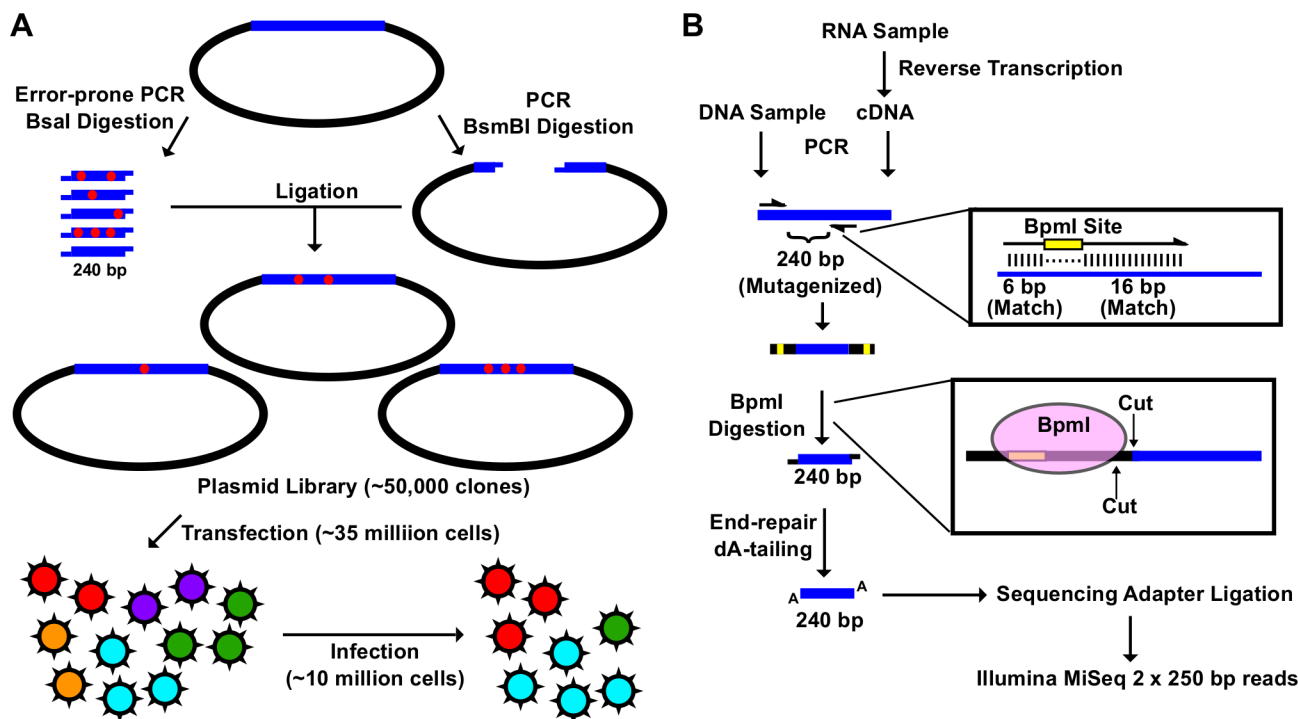 A
Error-prone PCR
BsaI Digestion
PCR
BsmBI Digestion
Ligation
240 bp
Plasmid Library (~50,000 clones)
Transfection (~35 milliion cells)
Infection
(~10 million cells)
B
RNA Sample
Reverse Transcription
DNA Sample
cDNA
PCR
240 bp
(Mutagenized)
BpmI Site
6 bp
(Match)
16 bp
(Match)
BpmI
Digestion
240 bp
BpmI
Cut
Cut
End-repair
dA-tailing
A
A
240 bp
Sequencing Adapter Ligation
Illumina MiSeq 2 x 250 bp reads